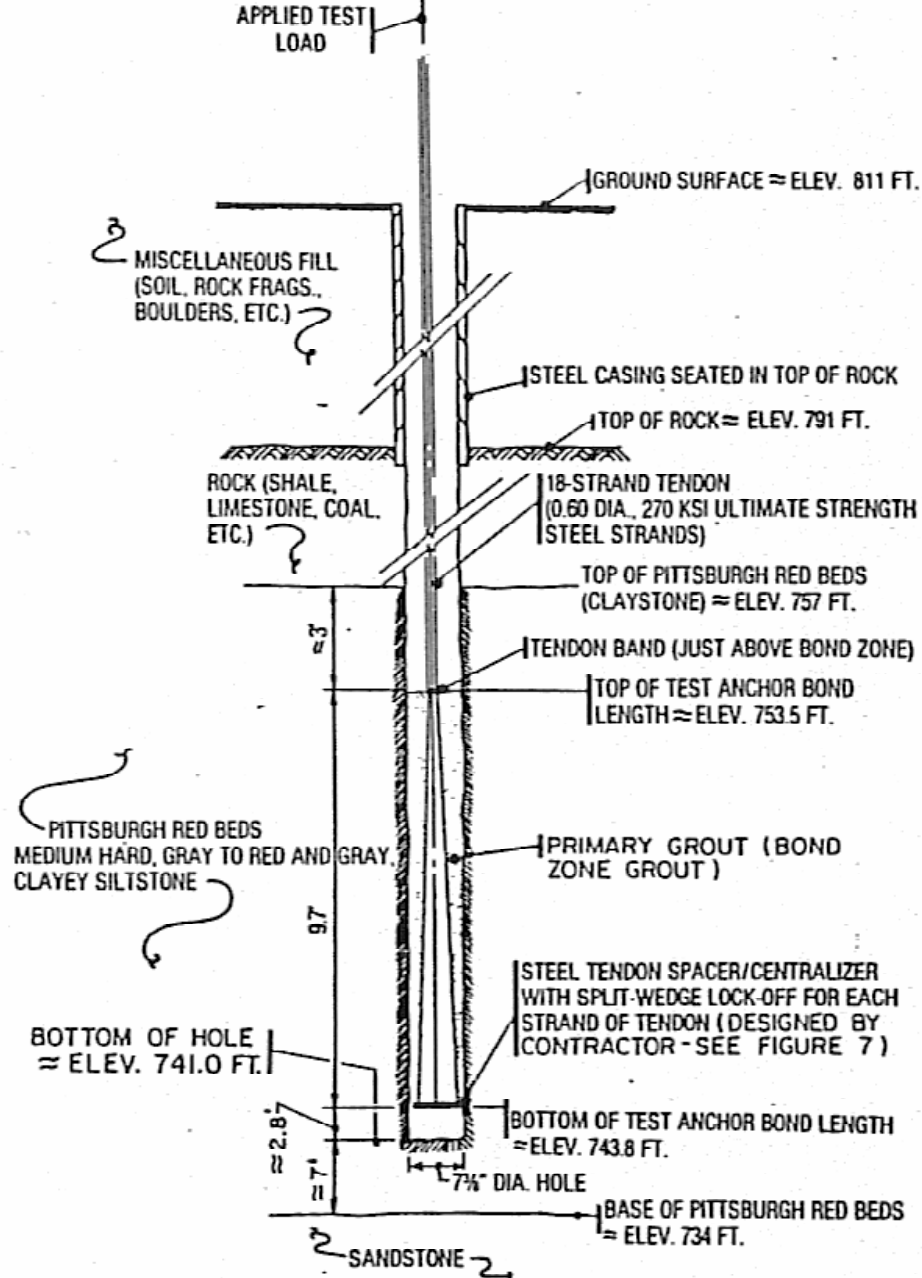 APPLIED TEST
LOAD
GROUND SURFACE ≈ ELEV. 811 FT.
MISCELLANEOUS FILL
(SOIL, ROCK FRAGS.,
BOULDERS, ETC.)
STEEL CASING SEATED IN TOP OF ROCK
TOP OF ROCK ≈ ELEV. 791 FT.
ROCK (SHALE,
LIMESTONE, COAL,
ETC.)
18-STRAND TENDON
(0.60 DIA., 270 KSI ULTIMATE STRENGTH
STEEL STRANDS)
TOP OF PITTSBURGH RED BEDS
(CLAYSTONE) ≈ ELEV. 757 FT.
≈3'
TENDON BAND (JUST ABOVE BOND ZONE)
TOP OF TEST ANCHOR BOND
LENGTH ≈ ELEV. 753.5 FT.
PITTSBURGH RED BEDS
MEDIUM HARD, GRAY TO RED AND GRAY,
CLAYEY SILTSTONE
9.7'
PRIMARY GROUT (BOND
ZONE GROUT)
STEEL TENDON SPACER/CENTRALIZER
WITH SPLIT-WEDGE LOCK-OFF FOR EACH
STRAND OF TENDON (DESIGNED BY
CONTRACTOR - SEE FIGURE 7)
BOTTOM OF HOLE
≈ ELEV. 741.0 FT.
BOTTOM OF TEST ANCHOR BOND LENGTH
≈ELEV. 743.8 FT.
≈2.8'
≈7'
7⅞" DIA. HOLE
BASE OF PITTSBURGH RED BEDS
≈ ELEV. 734 FT.
SANDSTONE